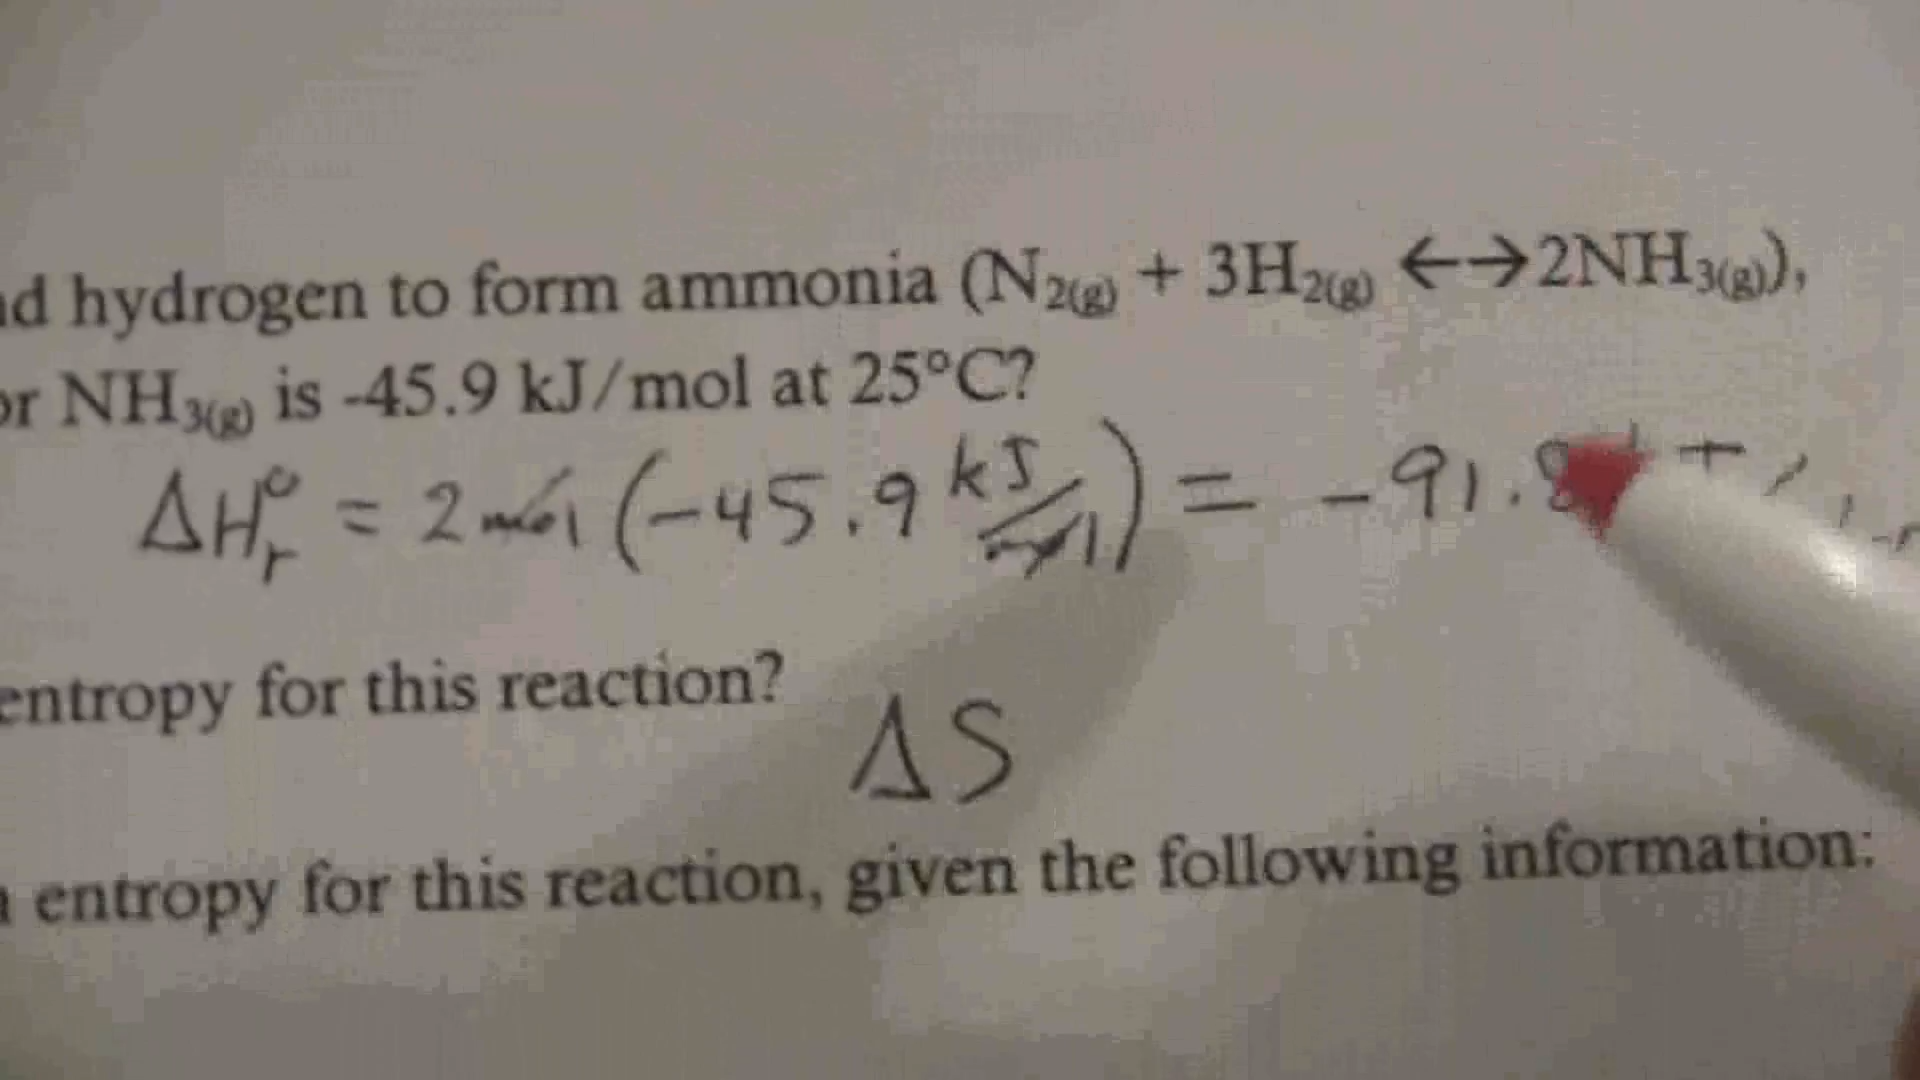 hydrogen to form ammonia (N2(g) + 3H2(g) ←→2NH3(g)),
NH3(g) is -45.9 kJ/mol at 25°C?
ΔH°r = 2 mol (-45.9 kJ/mol) = -91.8
entropy for this reaction?
ΔS
entropy for this reaction, given the following information: